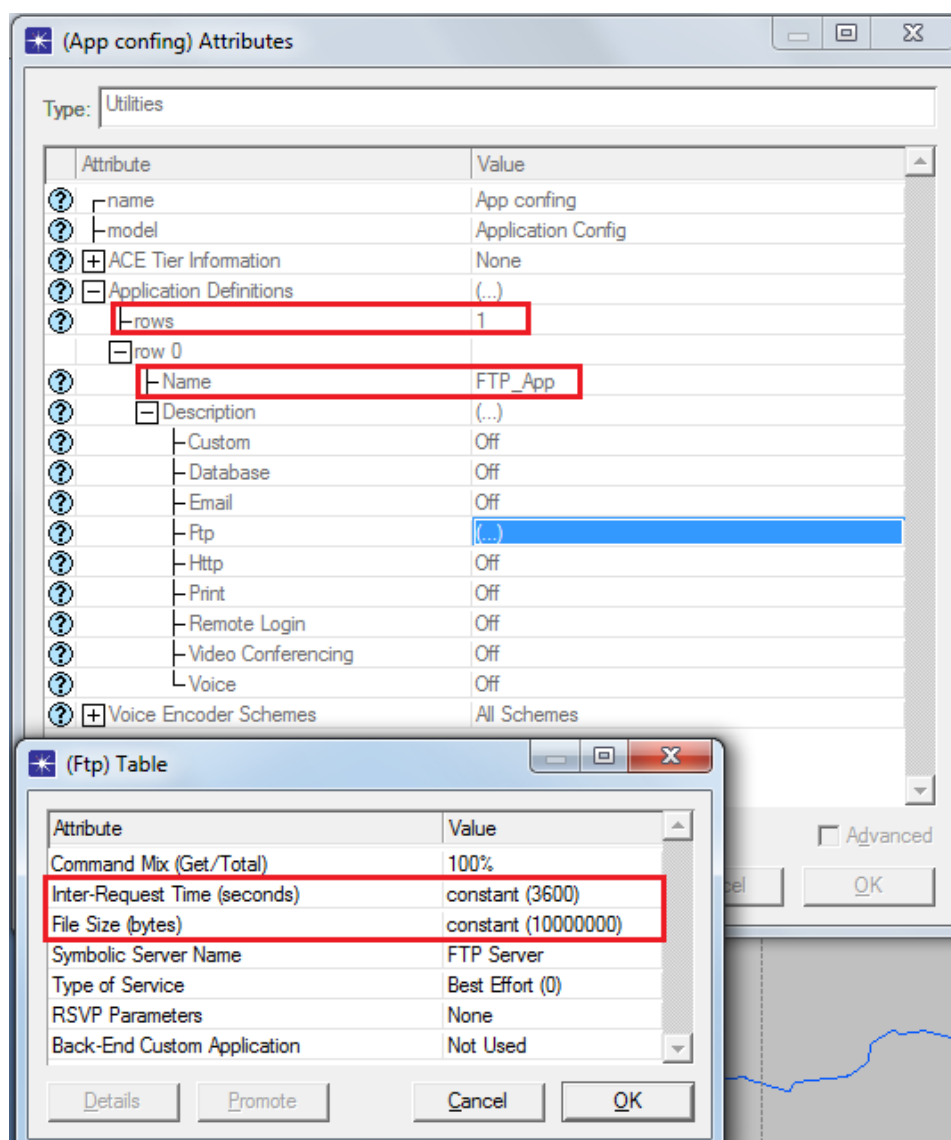 (App confing) Attributes
Type: Utilities
Attribute Value
name App confing
model Application Config
ACE Tier Information None
Application Definitions (...)
rows 1
row 0
Name FTP_App
Description (...)
Custom Off
Database Off
Email Off
Ftp (...)
Http Off
Print Off
Remote Login Off
Video Conferencing Off
Voice Off
Voice Encoder Schemes All Schemes
Advanced
OK
(Ftp) Table
Attribute Value
Command Mix (Get/Total) 100%
Inter-Request Time (seconds) constant (3600)
File Size (bytes) constant (10000000)
Symbolic Server Name FTP Server
Type of Service Best Effort (0)
RSVP Parameters None
Back-End Custom Application Not Used
Details Promote Cancel OK